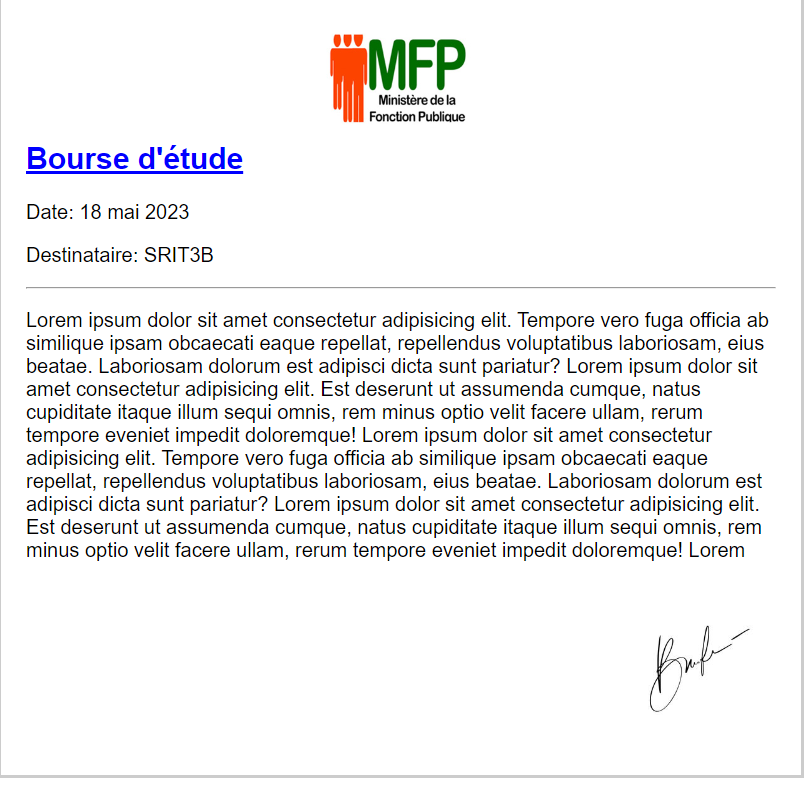 MFP
Ministère de la
Fonction Publique
Bourse d'étude
Date: 18 mai 2023
Destinataire: SRIT3B
Lorem ipsum dolor sit amet consectetur adipisicing elit. Tempore vero fuga officia ab
similique ipsam obcaecati eaque repellat, repellendus voluptatibus laboriosam, eius
beatae. Laboriosam dolorum est adipisci dicta sunt pariatur? Lorem ipsum dolor sit
amet consectetur adipisicing elit. Est deserunt ut assumenda cumque, natus
cupiditate itaque illum sequi omnis, rem minus optio velit facere ullam, rerum
tempore eveniet impedit doloremque! Lorem ipsum dolor sit amet consectetur
adipisicing elit. Tempore vero fuga officia ab similique ipsam obcaecati eaque
repellat, repellendus voluptatibus laboriosam, eius beatae. Laboriosam dolorum est
adipisci dicta sunt pariatur? Lorem ipsum dolor sit amet consectetur adipisicing elit.
Est deserunt ut assumenda cumque, natus cupiditate itaque illum sequi omnis, rem
minus optio velit facere ullam, rerum tempore eveniet impedit doloremque! Lorem